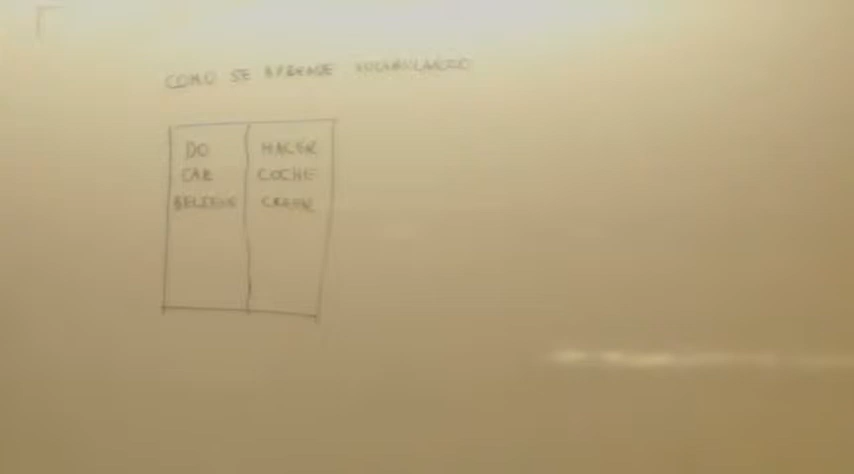 COMO SE APRENDE VOCABULARIO
DO HACER
CAR COCHE
BELIEVE CREER